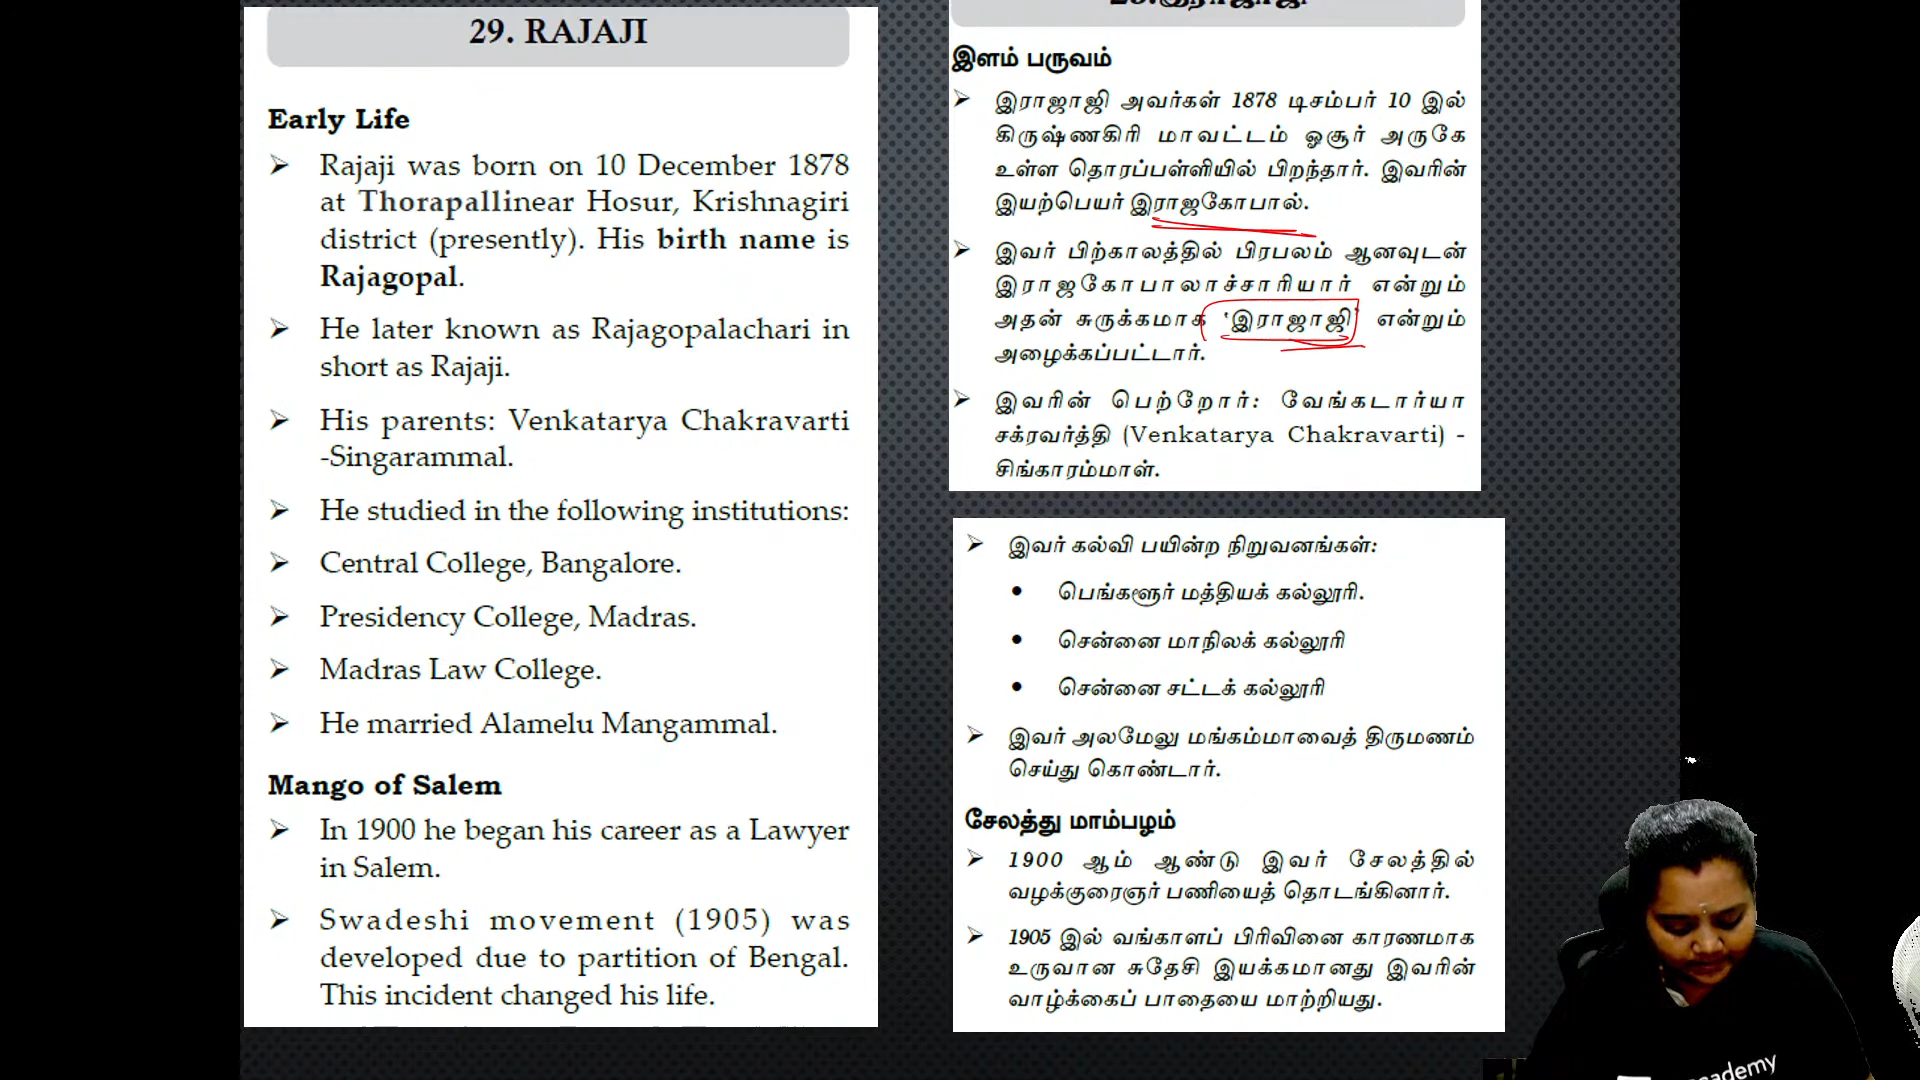 29. RAJAJI
Early Life
➢ Rajaji was born on 10 December 1878
at Thorapallinear Hosur, Krishnagiri
district (presently). His birth name is
Rajagopal.
➢ He later known as Rajagopalachari in
short as Rajaji.
➢ His parents: Venkatarya Chakravarti
-Singarammal.
➢ He studied in the following institutions:
➢ Central College, Bangalore.
➢ Presidency College, Madras.
➢ Madras Law College.
➢ He married Alamelu Mangammal.
Mango of Salem
➢ In 1900 he began his career as a Lawyer
in Salem.
➢ Swadeshi movement (1905) was
developed due to partition of Bengal.
This incident changed his life.
இளம் பருவம்
➢ இராஜாஜி அவர்கள் 1878 டிசம்பர் 10 இல்
கிருஷ்ணகிரி மாவட்டம் ஓசூர் அருகே
உள்ள தொரப்பள்ளியில் பிறந்தார். இவரின்
இயற்பெயர் இராஜகோபால்.
➢ இவர் பிற்காலத்தில் பிரபலம் ஆனவுடன்
இராஜகோபாலாச்சாரியார் என்றும்
அதன் சுருக்கமாக ‘இராஜாஜி’ என்றும்
அழைக்கப்பட்டார்.
➢ இவரின் பெற்றோர்: வேங்கடார்யா
சக்ரவர்த்தி (Venkatarya Chakravarti) -
சிங்காரம்மாள்.
➢ இவர் கல்வி பயின்ற நிறுவனங்கள்:
• பெங்களூர் மத்தியக் கல்லூரி.
• சென்னை மாநிலக் கல்லூரி
• சென்னை சட்டக் கல்லூரி
➢ இவர் அலமேலு மங்கம்மாவைத் திருமணம்
செய்து கொண்டார்.
சேலத்து மாம்பழம்
➢ 1900 ஆம் ஆண்டு இவர் சேலத்தில்
வழக்குரைஞர் பணியைத் தொடங்கினார்.
➢ 1905 இல் வங்காளப் பிரிவினை காரணமாக
உருவான சுதேசி இயக்கமானது இவரின்
வாழ்க்கைப் பாதையை மாற்றியது.